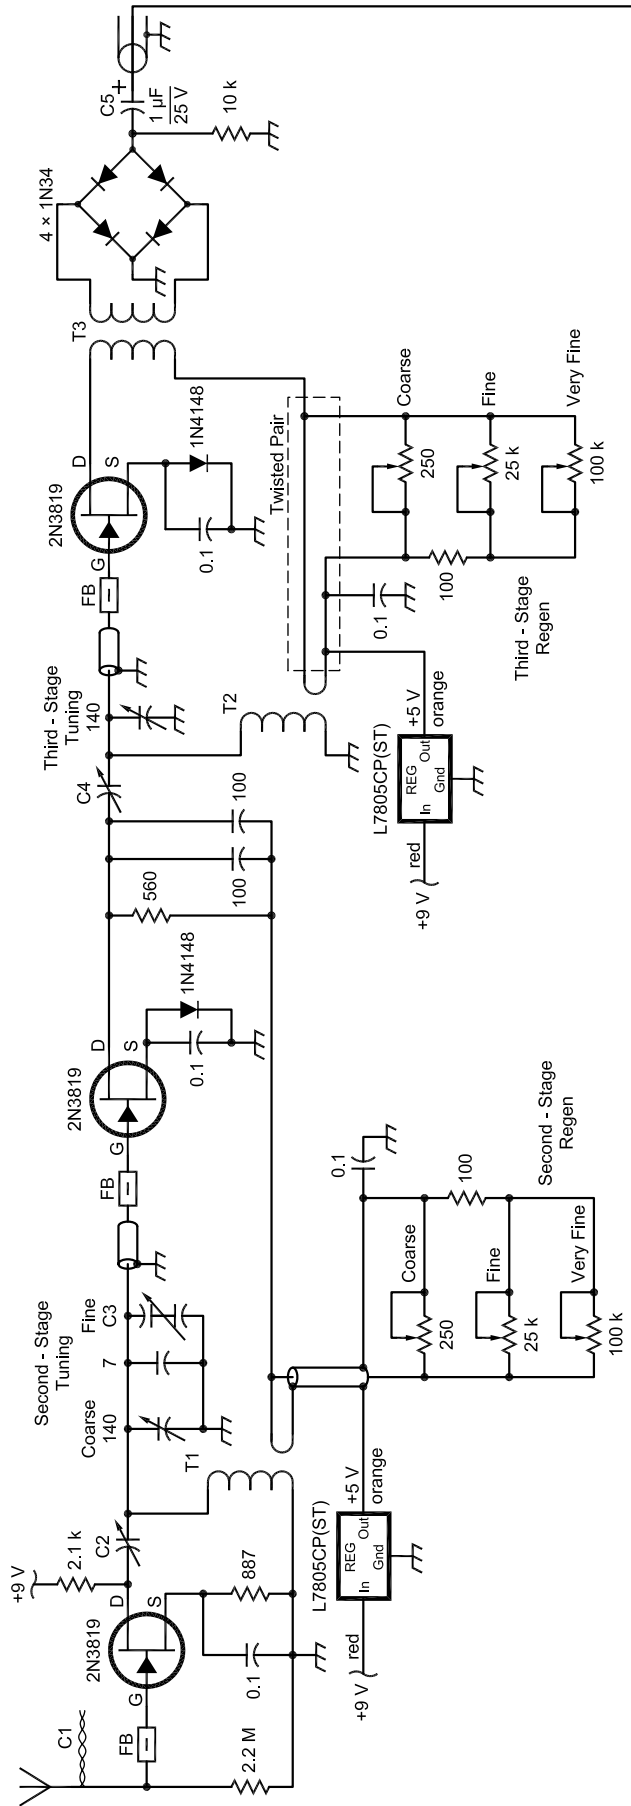 C1
FB
2.2 M
2N3819
G
D
S
+9 V
2.1 k
0.1
887
C2
T1
Second - Stage
Tuning
Coarse
140
7
Fine
C3
FB
2N3819
G
D
S
0.1
1N4148
560
100
100
C4
T2
Third - Stage
Tuning
140
FB
2N3819
G
D
S
0.1
1N4148
T3
4 × 1N34
C5
+
1 µF
25 V
10 k
+9 V
red
L7805CP(ST)
REG
In
Out
Gnd
+5 V
orange
0.1
Coarse
250
100
Fine
25 k
Very Fine
100 k
Second - Stage
Regen
+9 V
red
L7805CP(ST)
REG
In
Out
Gnd
+5 V
orange
Twisted Pair
0.1
100
Coarse
250
Fine
25 k
Very Fine
100 k
Third - Stage
Regen